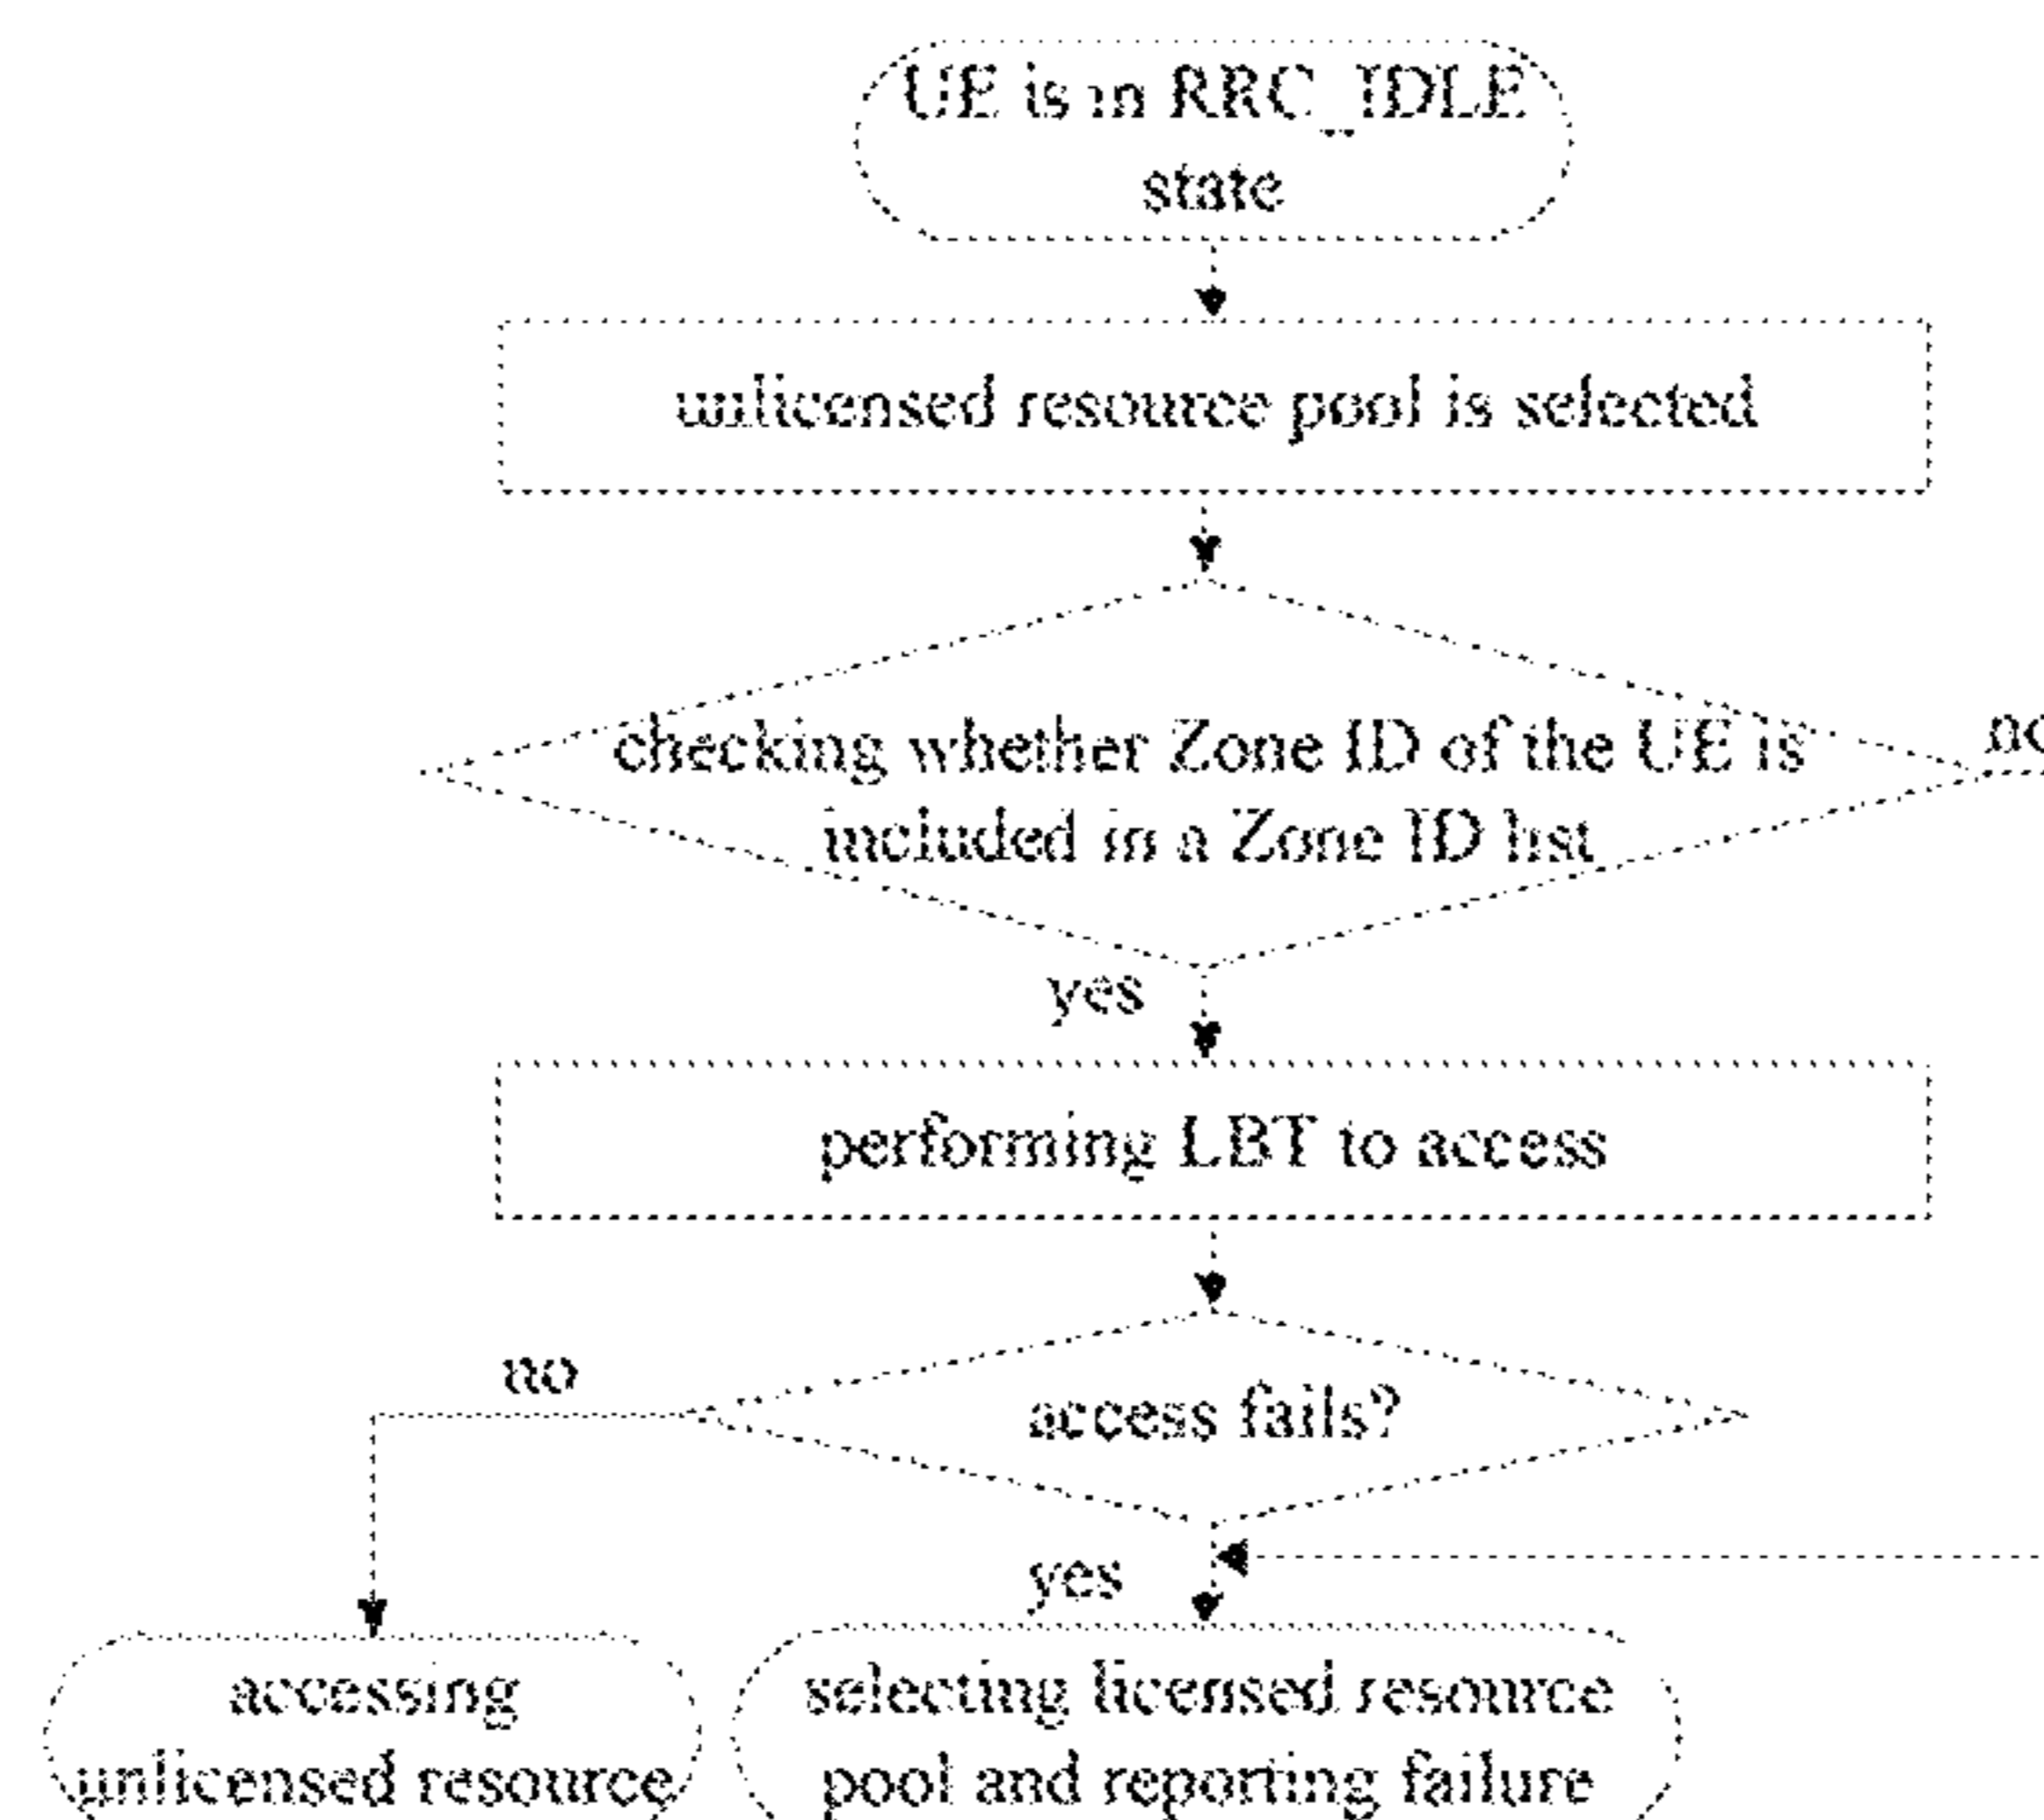 UE is in RRC_IDLE
state
unlicensed resource pool is selected
checking whether Zone ID of the UE is
included in a Zone ID list
yes
performing LBT to access
no
access fails?
yes
accessing
unlicensed resource
selecting licensed resource
pool and reporting failure